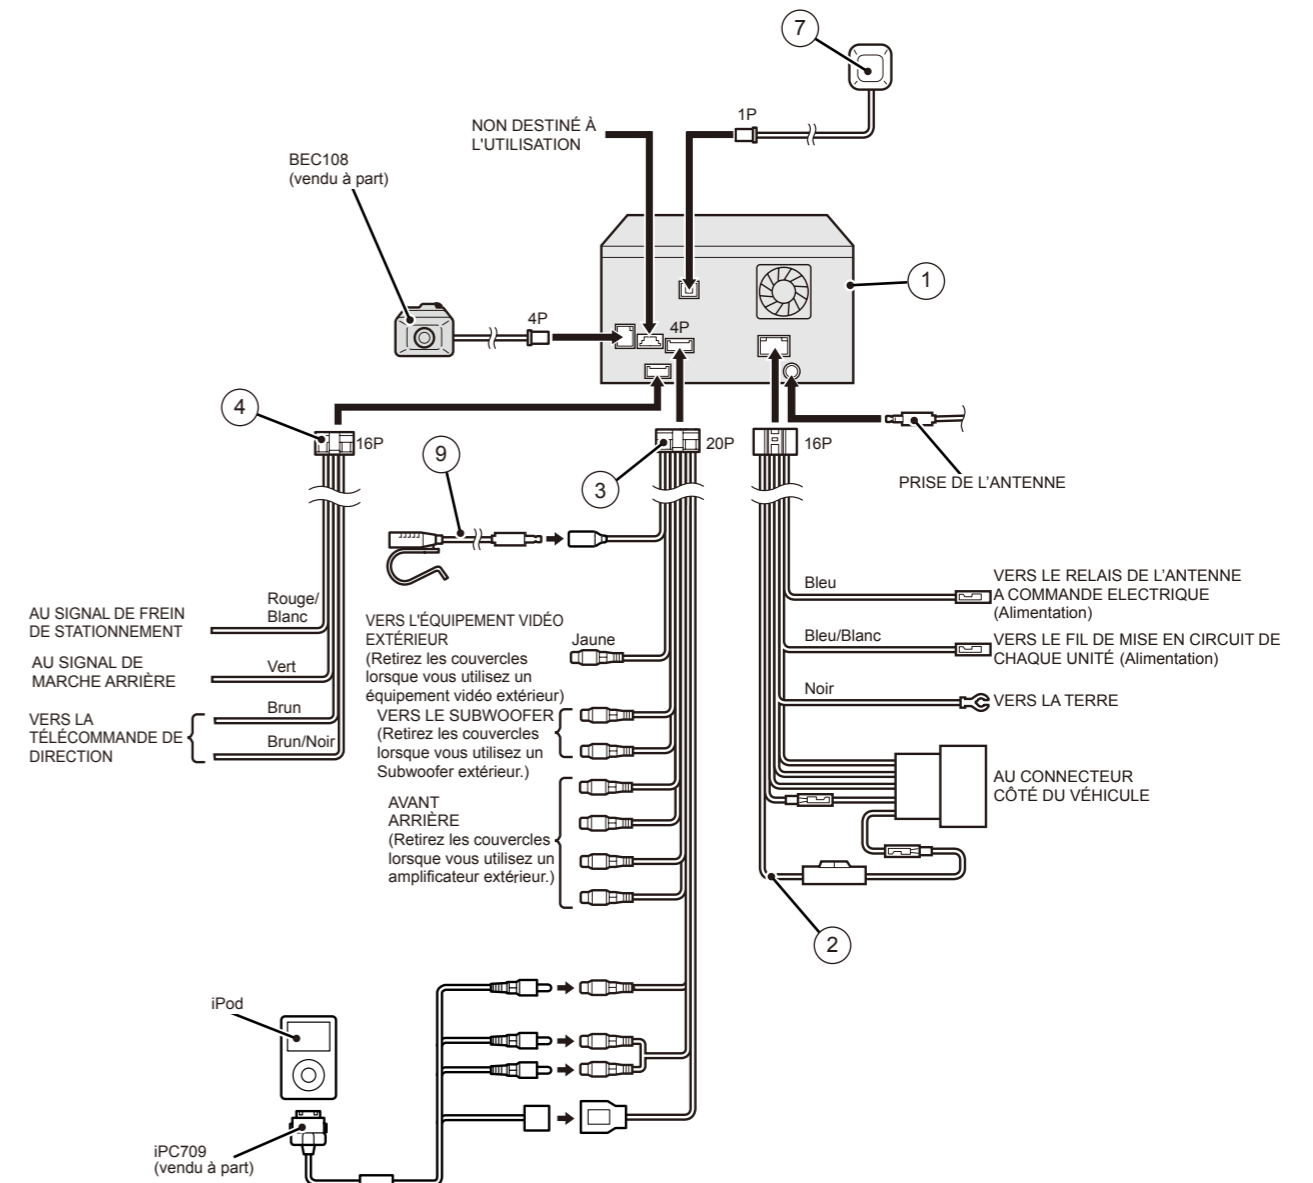 7
1P
NON DESTINÉ À
L'UTILISATION
BEC108
(vendu à part)
1
4P
4P
4
16P
9
3
20P
16P
PRISE DE L'ANTENNE
Rouge/
Blanc
AU SIGNAL DE FREIN
DE STATIONNEMENT
Vert
AU SIGNAL DE
MARCHE ARRIÈRE
Brun
VERS LA
TÉLÉCOMMANDE DE
DIRECTION
Brun/Noir
VERS L'ÉQUIPEMENT VIDÉO
EXTÉRIEUR
(Retirez les couvercles
lorsque vous utilisez un
équipement vidéo extérieur)
Jaune
VERS LE SUBWOOFER
(Retirez les couvercles
lorsque vous utilisez un
Subwoofer extérieur.)
AVANT
ARRIÈRE
(Retirez les couvercles
lorsque vous utilisez un
amplificateur extérieur.)
Bleu
VERS LE RELAIS DE L'ANTENNE
A COMMANDE ELECTRIQUE
(Alimentation)
Bleu/Blanc
VERS LE FIL DE MISE EN CIRCUIT DE
CHAQUE UNITÉ (Alimentation)
Noir
VERS LA TERRE
AU CONNECTEUR
CÔTÉ DU VÉHICULE
2
iPod
iPC709
(vendu à part)